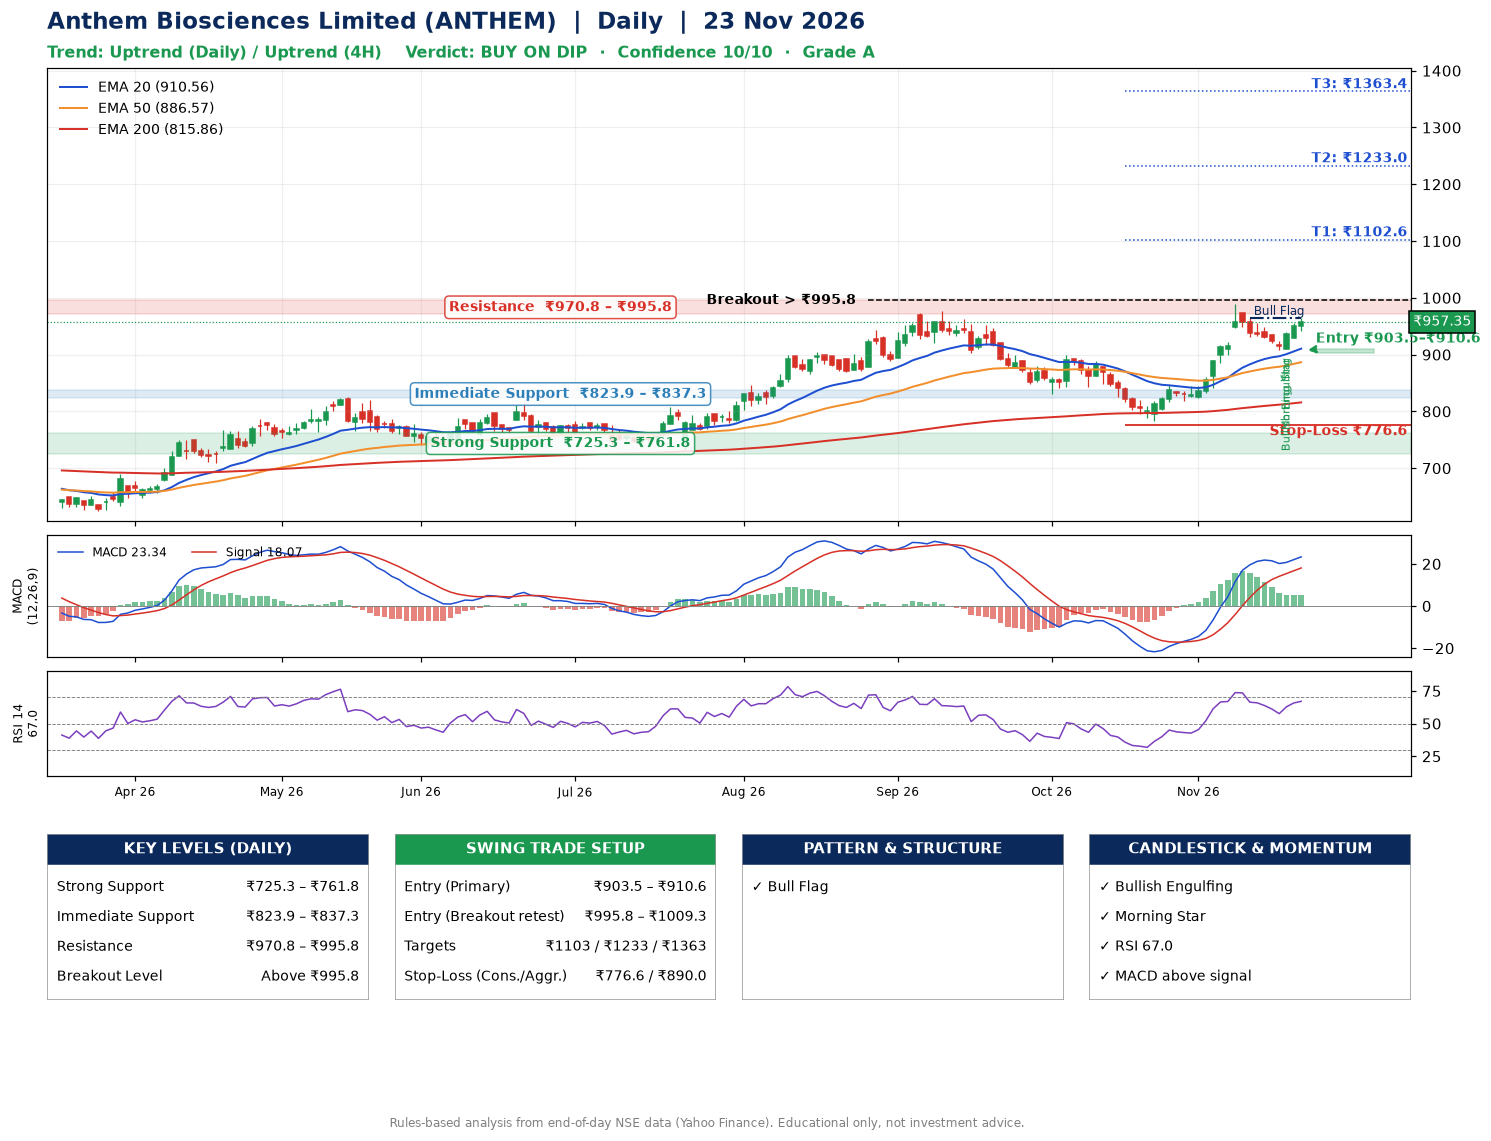 Anthem Biosciences Limited (ANTHEM) | Daily | 23 Nov 2026
Trend: Uptrend (Daily) / Uptrend (4H) Verdict: BUY ON DIP · Confidence 10/10 · Grade A
EMA 20 (910.56)
EMA 50 (886.57)
EMA 200 (815.86)
T3: ₹1363.4
T2: ₹1233.0
T1: ₹1102.6
Resistance ₹970.8 – ₹995.8
Breakout > ₹995.8
Bull Flag
₹957.35
Entry ₹903.5–₹910.6
Immediate Support ₹823.9 – ₹837.3
Strong Support ₹725.3 – ₹761.8
Stop-Loss ₹776.6
1400
1300
1200
1100
1000
900
800
700
MACD 23.34
Signal 18.07
MACD
(12,26,9)
20
0
−20
RSI 14
67.0
75
50
25
Apr 26
May 26
Jun 26
Jul 26
Aug 26
Sep 26
Oct 26
Nov 26
KEY LEVELS (DAILY)
Strong Support ₹725.3 – ₹761.8
Immediate Support ₹823.9 – ₹837.3
Resistance ₹970.8 – ₹995.8
Breakout Level Above ₹995.8
SWING TRADE SETUP
Entry (Primary) ₹903.5 – ₹910.6
Entry (Breakout retest) ₹995.8 – ₹1009.3
Targets ₹1103 / ₹1233 / ₹1363
Stop-Loss (Cons./Aggr.) ₹776.6 / ₹890.0
PATTERN & STRUCTURE
✓ Bull Flag
CANDLESTICK & MOMENTUM
✓ Bullish Engulfing
✓ Morning Star
✓ RSI 67.0
✓ MACD above signal
Rules-based analysis from end-of-day NSE data (Yahoo Finance). Educational only, not investment advice.